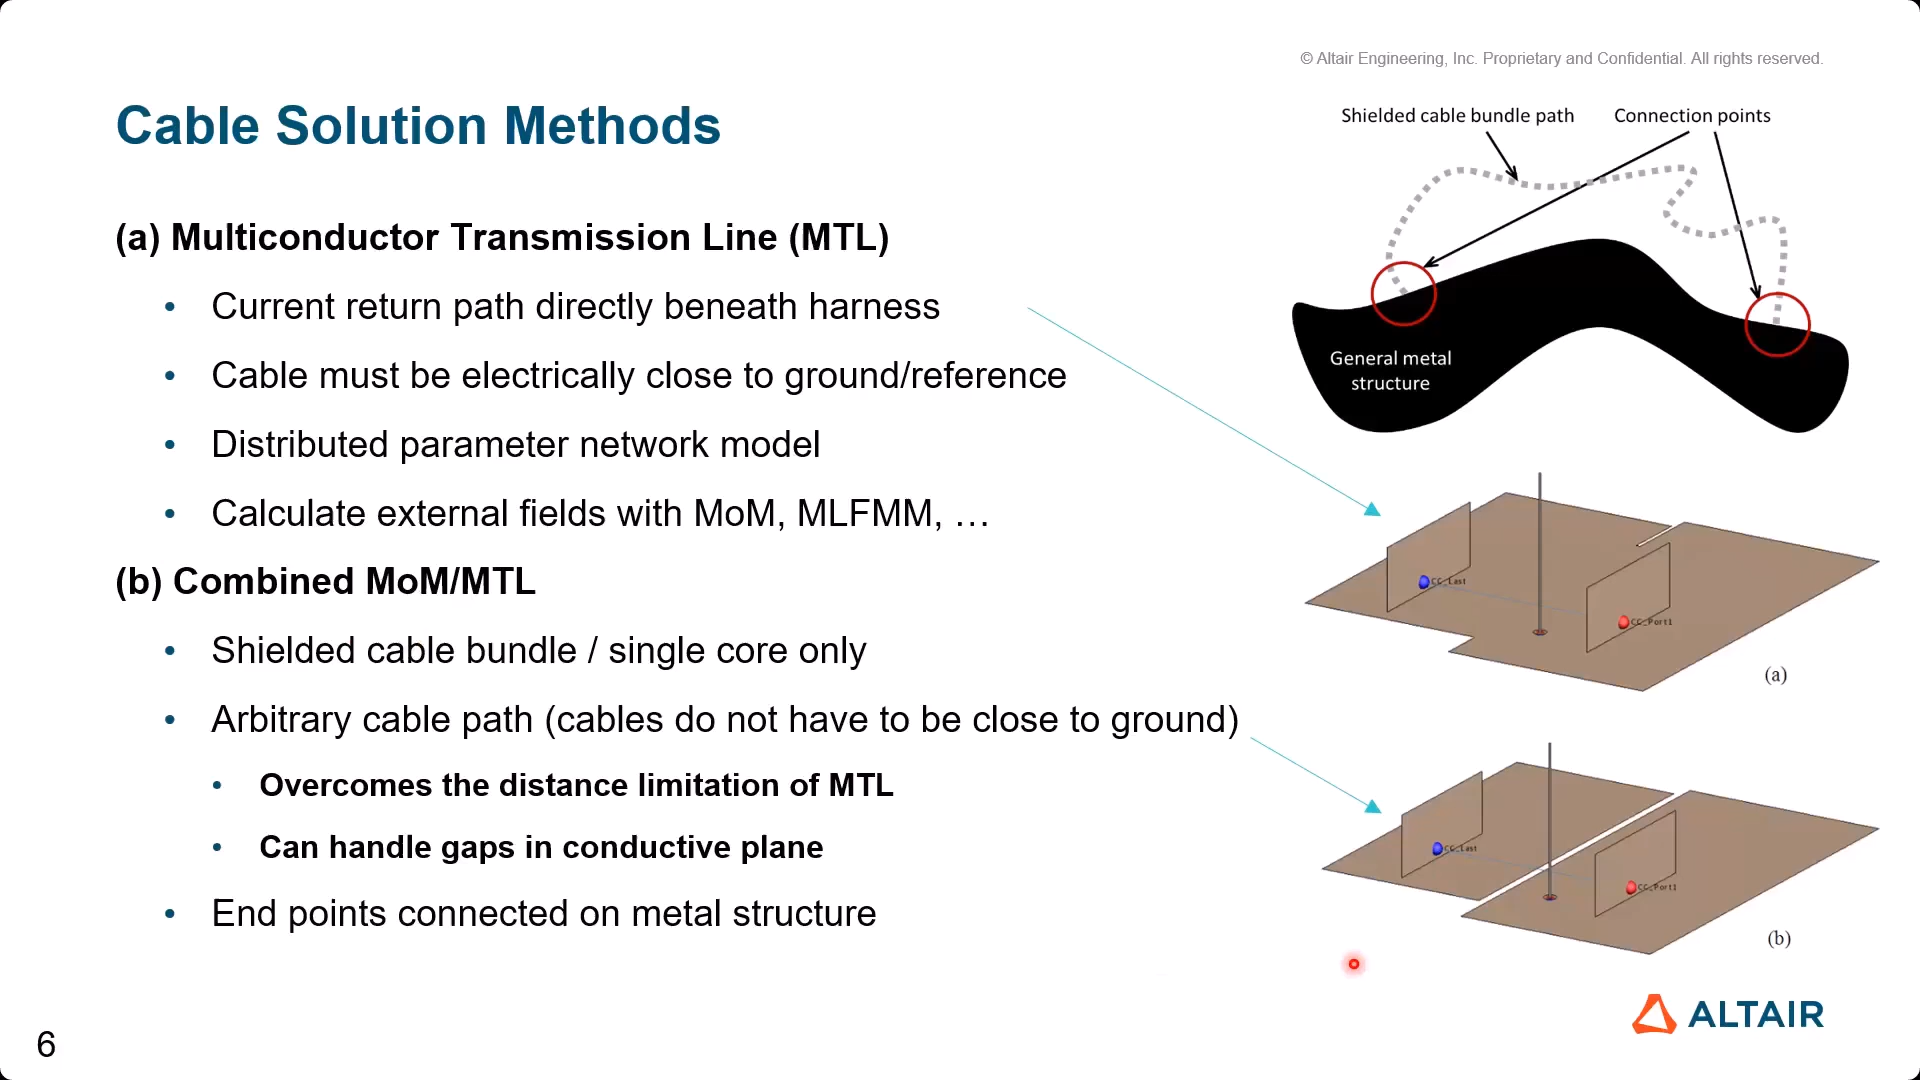 © Altair Engineering, Inc. Proprietary and Confidential. All rights reserved.
Cable Solution Methods
(a) Multiconductor Transmission Line (MTL)
• Current return path directly beneath harness
• Cable must be electrically close to ground/reference
• Distributed parameter network model
• Calculate external fields with MoM, MLFMM, …
(b) Combined MoM/MTL
• Shielded cable bundle / single core only
• Arbitrary cable path (cables do not have to be close to ground)
• Overcomes the distance limitation of MTL
• Can handle gaps in conductive plane
• End points connected on metal structure
Shielded cable bundle path
Connection points
General metal
structure
CC_Last
CC_Port1
(a)
CC_Last
CC_Port1
(b)
ALTAIR
6